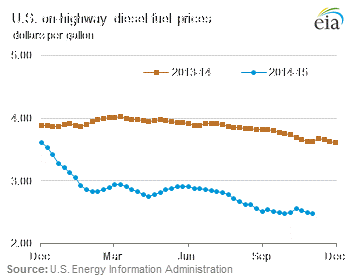 U.S. on-highway diesel fuel prices
dollars per gallon
eia
5.00
2013-14
2014-15
4.00
3.00
2.00
Dec
Mar
Jun
Sep
Dec
Source: U.S. Energy Information Administration